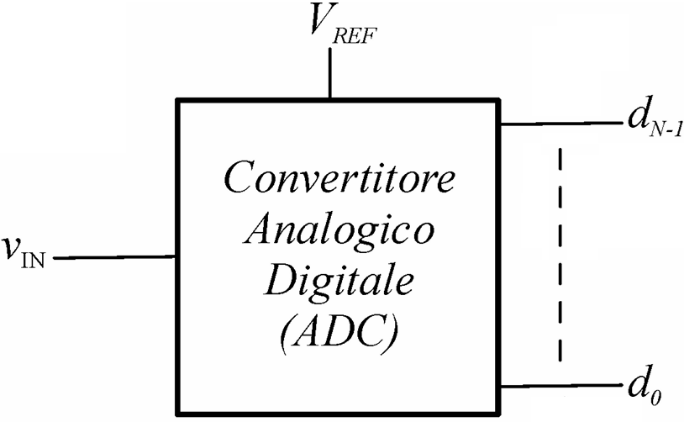 V_REF
d_N-1
Convertitore
Analogico
Digitale
(ADC)
v_IN
d_0